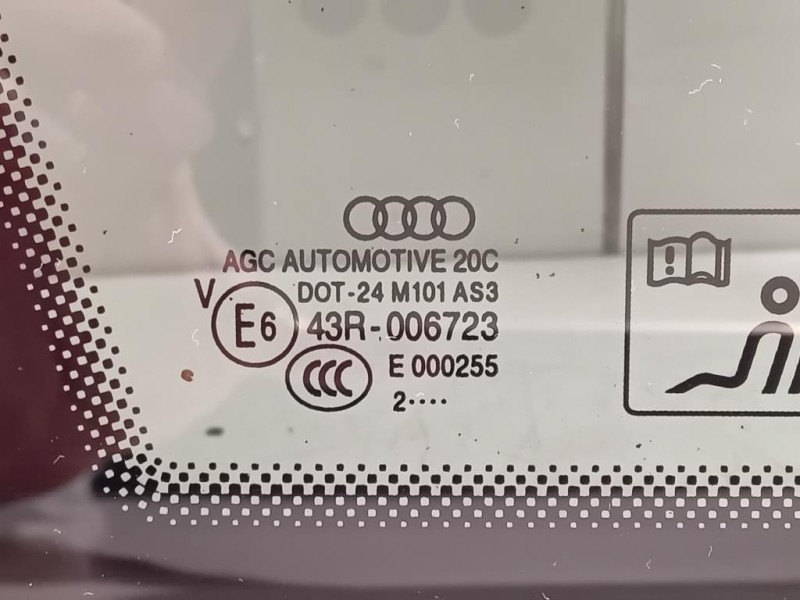 AGC AUTOMOTIVE 20C
DOT-24 M101 AS3
V
E6 43R-006723
CCC E 000255
2····
!